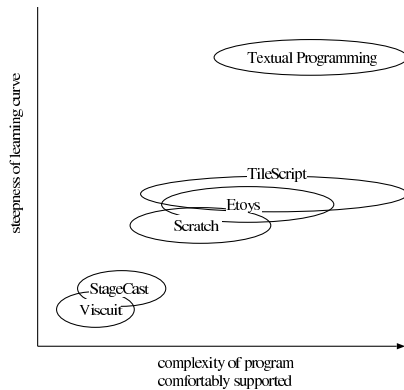 Textual Programming
steepness of learning curve
TileScript
Etoys
Scratch
StageCast
Viscuit
complexity of program
comfortably supported